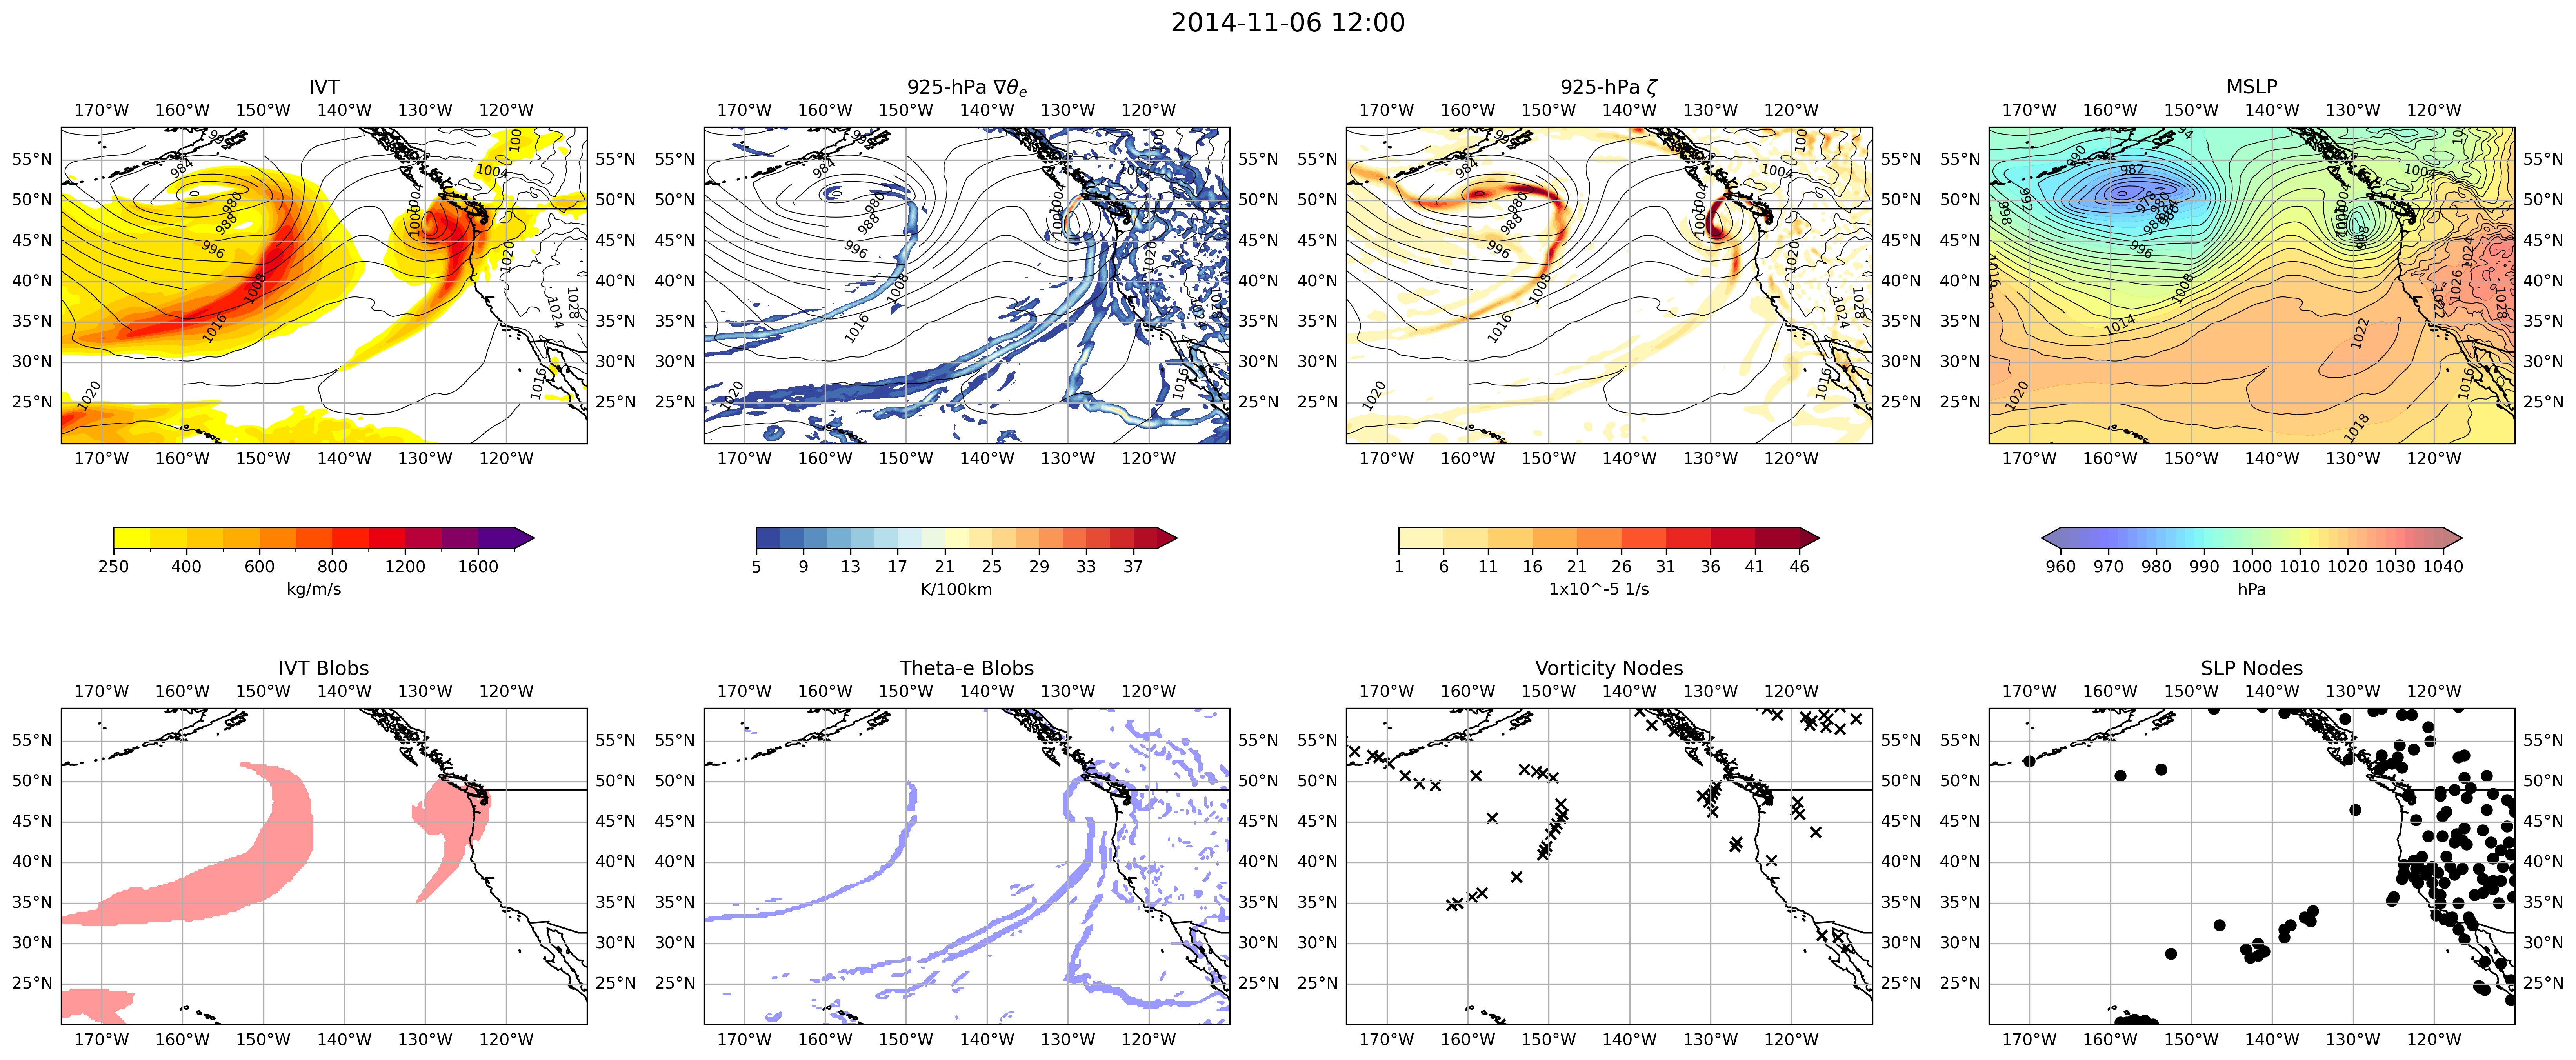 2014-11-06 12:00
IVT
925-hPa ∇θe
925-hPa ζ
MSLP
170°W 160°W 150°W 140°W 130°W 120°W
170°W 160°W 150°W 140°W 130°W 120°W
170°W 160°W 150°W 140°W 130°W 120°W
170°W 160°W 150°W 140°W 130°W 120°W
55°N 55°N 55°N 55°N 55°N 55°N 55°N 55°N
50°N 50°N 50°N 50°N 50°N 50°N 50°N 50°N
45°N 45°N 45°N 45°N 45°N 45°N 45°N 45°N
40°N 40°N 40°N 40°N 40°N 40°N 40°N 40°N
35°N 35°N 35°N 35°N 35°N 35°N 35°N 35°N
30°N 30°N 30°N 30°N 30°N 30°N 30°N 30°N
25°N 25°N 25°N 25°N 25°N 25°N 25°N 25°N
984 980 988 996 1008 1016 1020 1004 1004 1020 1024 1028 1016
984 980 988 996 1008 1016 1020 1004 1004 1020 1024 1028 1016
984 980 988 996 1008 1016 1020 1004 1004 1020 1024 1028 1016
990 982 992 998 978 980 996 1008 1014 1016 1020 1004 1004 998 1024 1026 1022 1028 1022 1016 1018
170°W 160°W 150°W 140°W 130°W 120°W
170°W 160°W 150°W 140°W 130°W 120°W
170°W 160°W 150°W 140°W 130°W 120°W
170°W 160°W 150°W 140°W 130°W 120°W
250 400 600 800 1200 1600
kg/m/s
5 9 13 17 21 25 29 33 37
K/100km
1 6 11 16 21 26 31 36 41 46
1x10^-5 1/s
960 970 980 990 1000 1010 1020 1030 1040
hPa
IVT Blobs
Theta-e Blobs
Vorticity Nodes
SLP Nodes
170°W 160°W 150°W 140°W 130°W 120°W
170°W 160°W 150°W 140°W 130°W 120°W
170°W 160°W 150°W 140°W 130°W 120°W
170°W 160°W 150°W 140°W 130°W 120°W
55°N 55°N 55°N 55°N 55°N 55°N 55°N 55°N
50°N 50°N 50°N 50°N 50°N 50°N 50°N 50°N
45°N 45°N 45°N 45°N 45°N 45°N 45°N 45°N
40°N 40°N 40°N 40°N 40°N 40°N 40°N 40°N
35°N 35°N 35°N 35°N 35°N 35°N 35°N 35°N
30°N 30°N 30°N 30°N 30°N 30°N 30°N 30°N
25°N 25°N 25°N 25°N 25°N 25°N 25°N 25°N
170°W 160°W 150°W 140°W 130°W 120°W
170°W 160°W 150°W 140°W 130°W 120°W
170°W 160°W 150°W 140°W 130°W 120°W
170°W 160°W 150°W 140°W 130°W 120°W